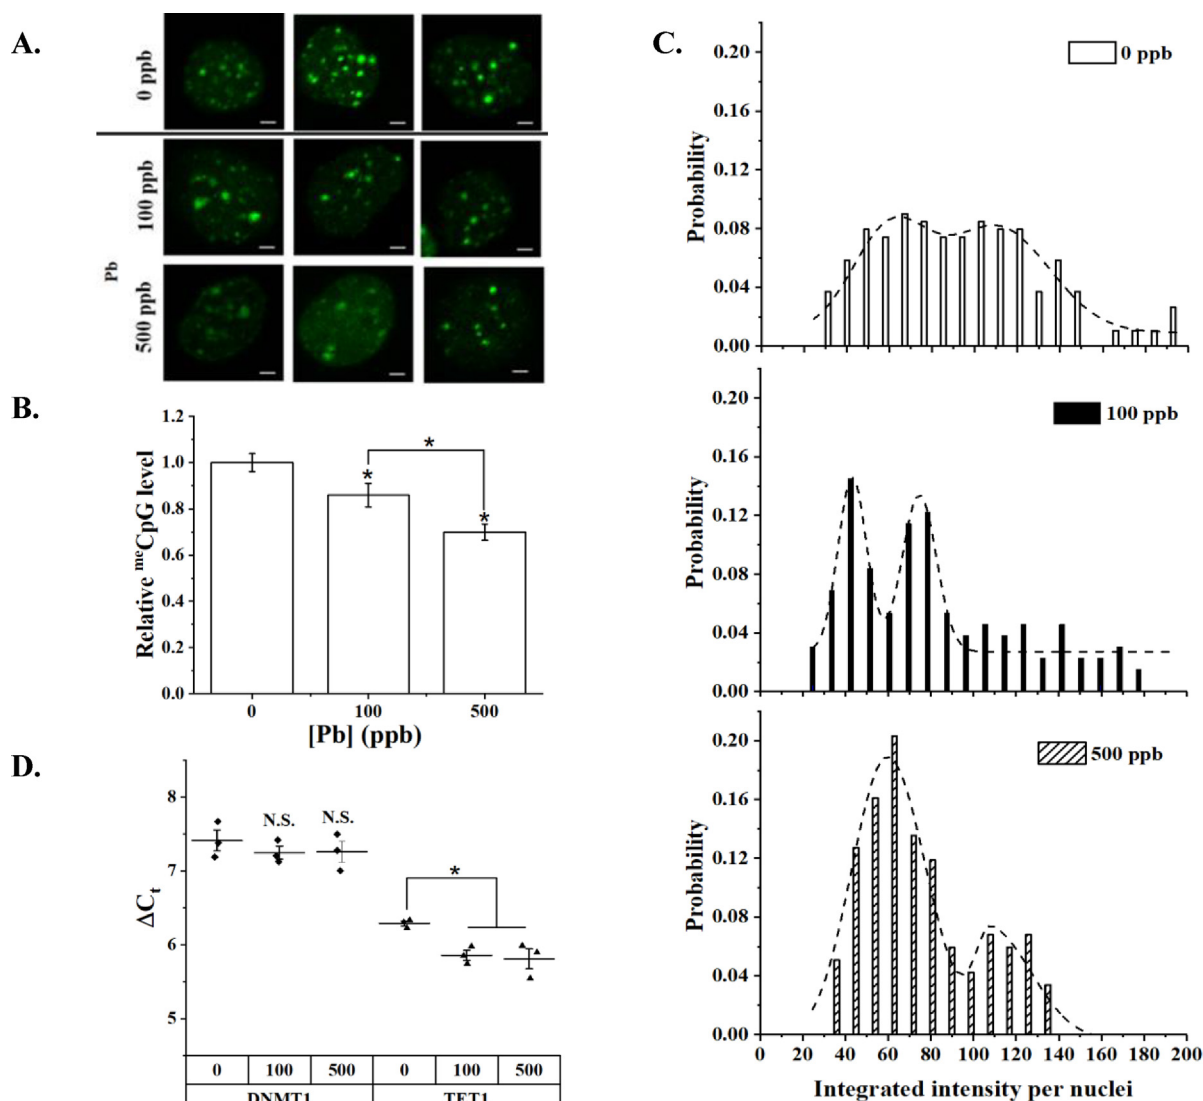 A.
0 ppb
100 ppb
500 ppb
Pb
B.
Relative meCpG level
1.2
1.0
0.8
0.6
0.4
0.2
0.0
*
*
*
0 100 500
[Pb] (ppb)
C.
Probability
0.20
0.16
0.12
0.08
0.04
0.00
0 ppb
Probability
0.20
0.16
0.12
0.08
0.04
0.00
100 ppb
Probability
0.20
0.16
0.12
0.08
0.04
0.00
500 ppb
0 20 40 60 80 100 120 140 160 180 200
Integrated intensity per nuclei
D.
ΔCt
8
7
6
5
N.S. N.S.
*
0 100 500 0 100 500
DNMT1 TET1